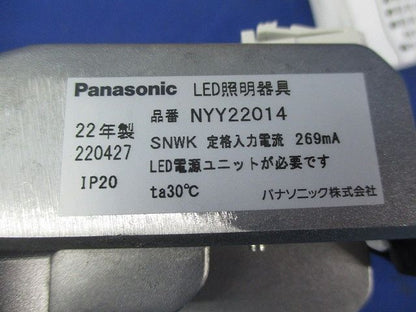 Panasonic LED照明器具
品番 NYY22014
22年製
SNWK 定格入力電流 269mA
220427
LED電源ユニットが必要です
IP20
ta30℃
パナソニック株式会社